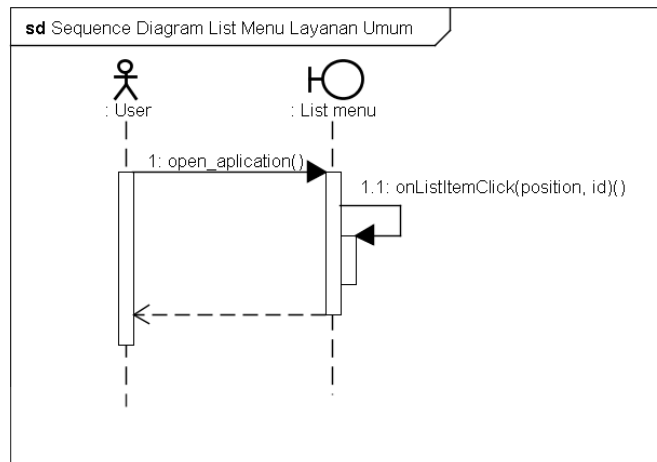 sd Sequence Diagram List Menu Layanan Umum
: User
: List menu
1: open_aplication()
1.1: onListItemClick(position, id)()